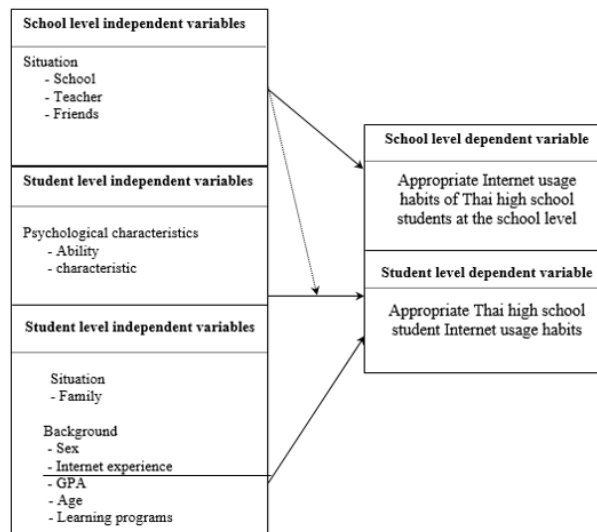 School level independent variables
Situation
- School
- Teacher
- Friends
Student level independent variables
Psychological characteristics
- Ability
- characteristic
Student level independent variables
Situation
- Family
Background
- Sex
- Internet experience
- GPA
- Age
- Learning programs
School level dependent variable
Appropriate Internet usage
habits of Thai high school
students at the school level
Student level dependent variable
Appropriate Thai high school
student Internet usage habits